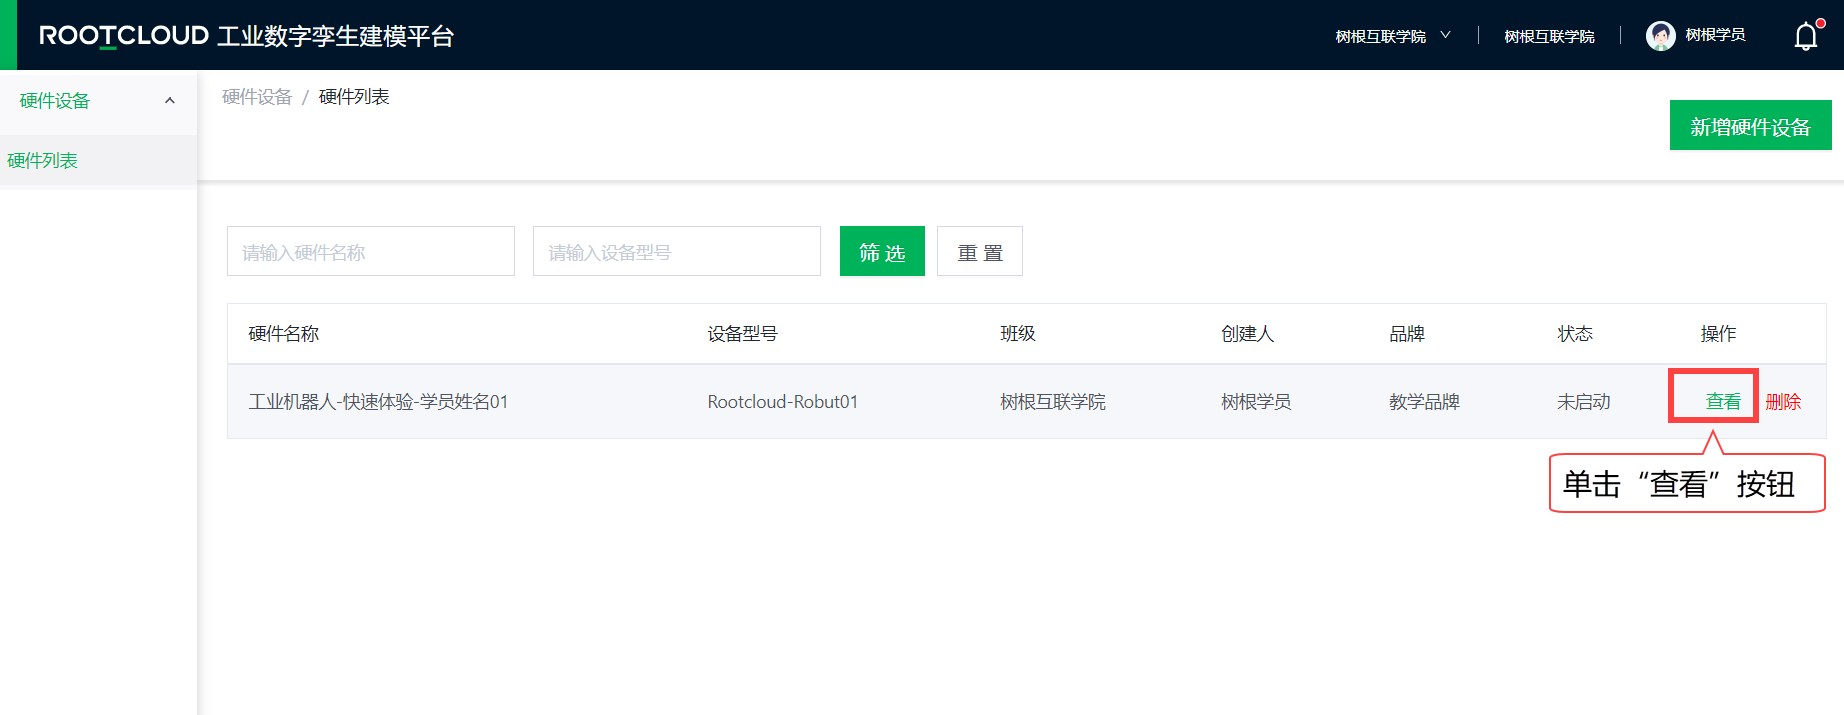 ROOTCLOUD 工业数字孪生建模平台
树根互联学院
树根互联学院
树根学员
硬件设备
硬件列表
硬件设备 / 硬件列表
新增硬件设备
请输入硬件名称
请输入设备型号
筛 选
重 置
硬件名称 设备型号 班级 创建人 品牌 状态 操作
工业机器人-快速体验-学员姓名01 Rootcloud-Robut01 树根互联学院 树根学员 教学品牌 未启动 查看 删除
单击“查看”按钮